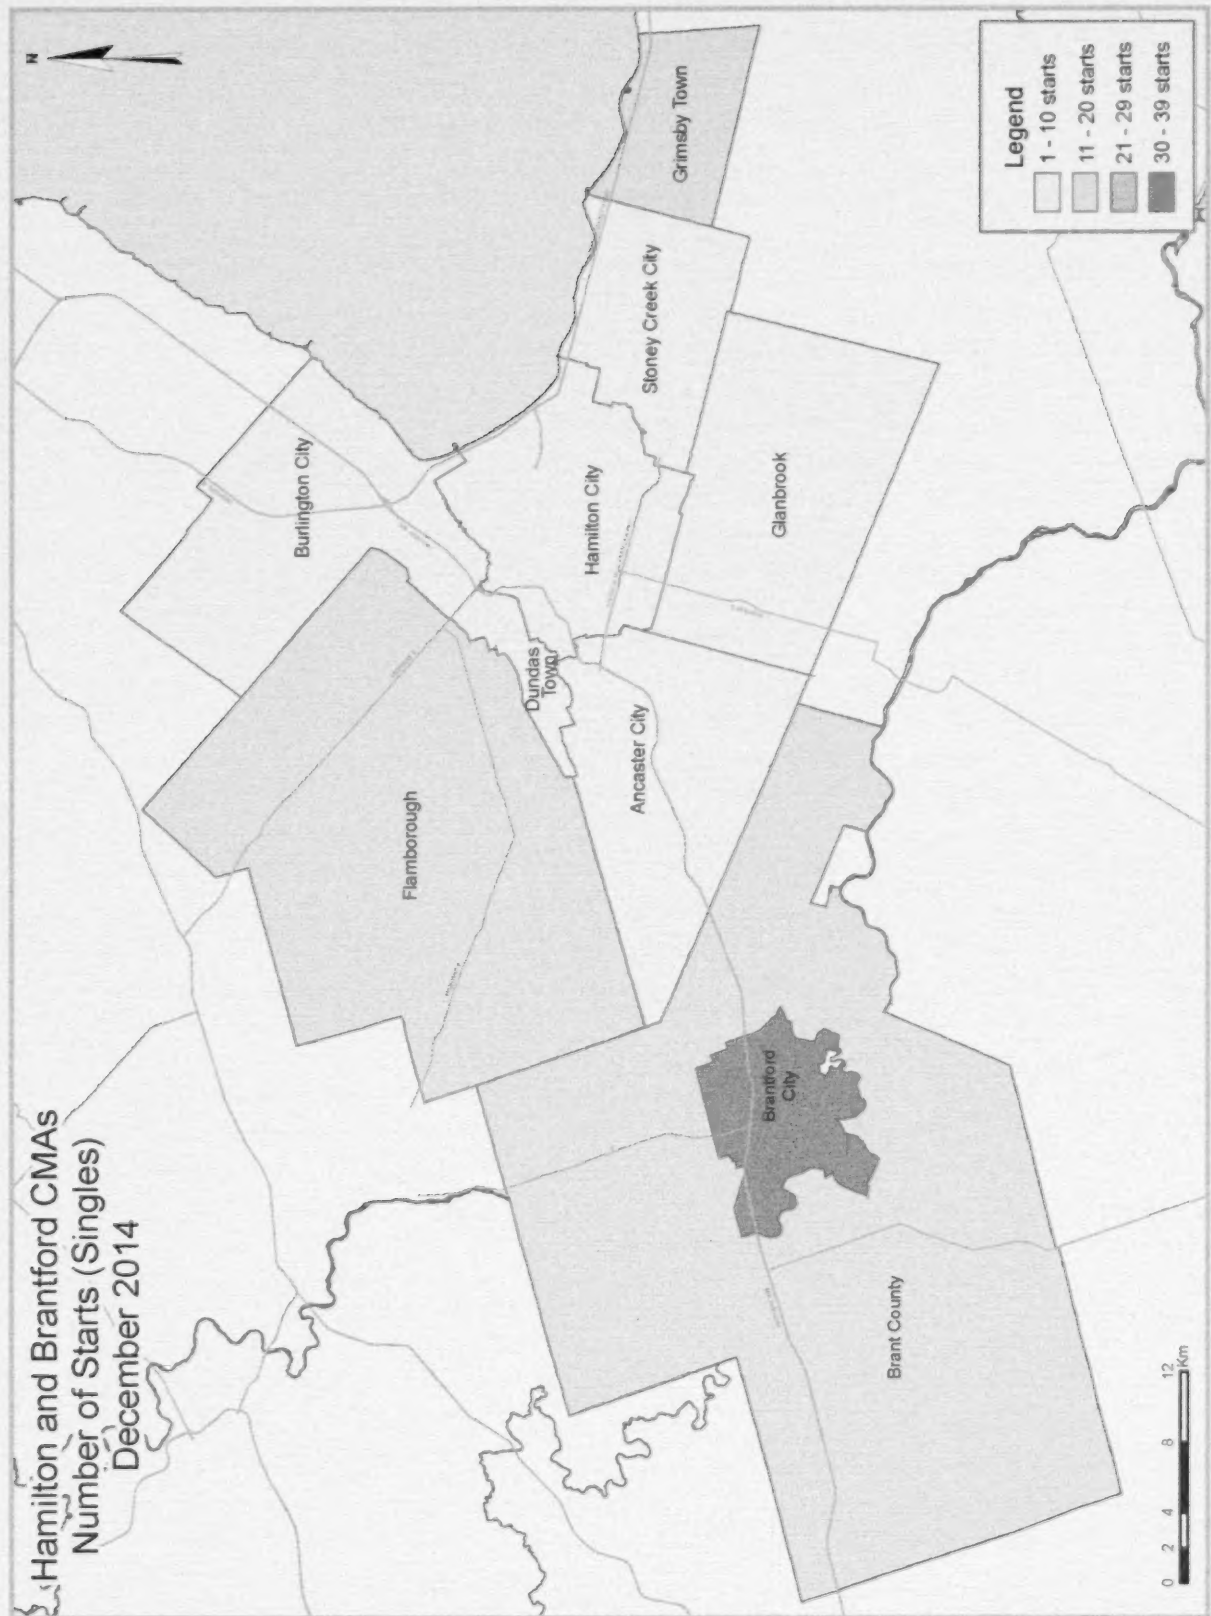 Hamilton and Brantford CMAs
Number of Starts (Singles)
December 2014
N
Burlington City
Flamborough
Dundas
Town
Hamilton City
Stoney Creek City
Grimsby Town
Ancaster City
Glanbrook
Brantford
City
Brant County
Legend
1 - 10 starts
11 - 20 starts
21 - 29 starts
30 - 39 starts
0 2 4 8 12
Km